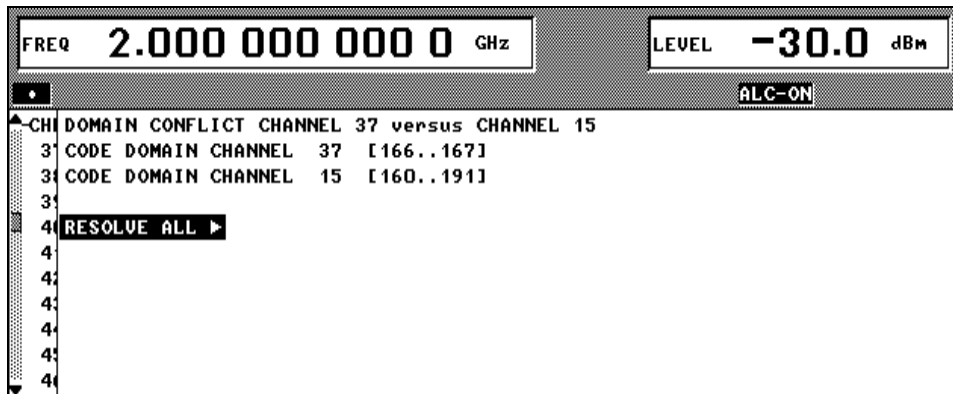 FREQ 2.000 000 000 0 GHz LEVEL -30.0 dBm
ALC-ON
DOMAIN CONFLICT CHANNEL 37 versus CHANNEL 15
CODE DOMAIN CHANNEL 37 [166..167]
CODE DOMAIN CHANNEL 15 [160..191]
RESOLVE ALL ▶